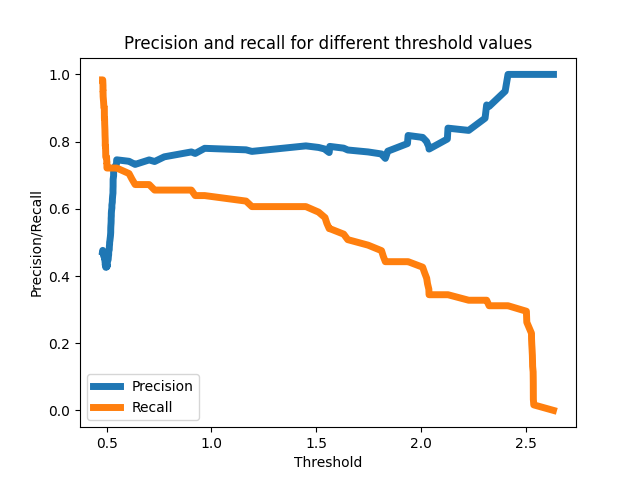 Precision and recall for different threshold values
1.0
0.8
0.6
0.4
0.2
0.0
Precision/Recall
Precision
Recall
0.5 1.0 1.5 2.0 2.5
Threshold